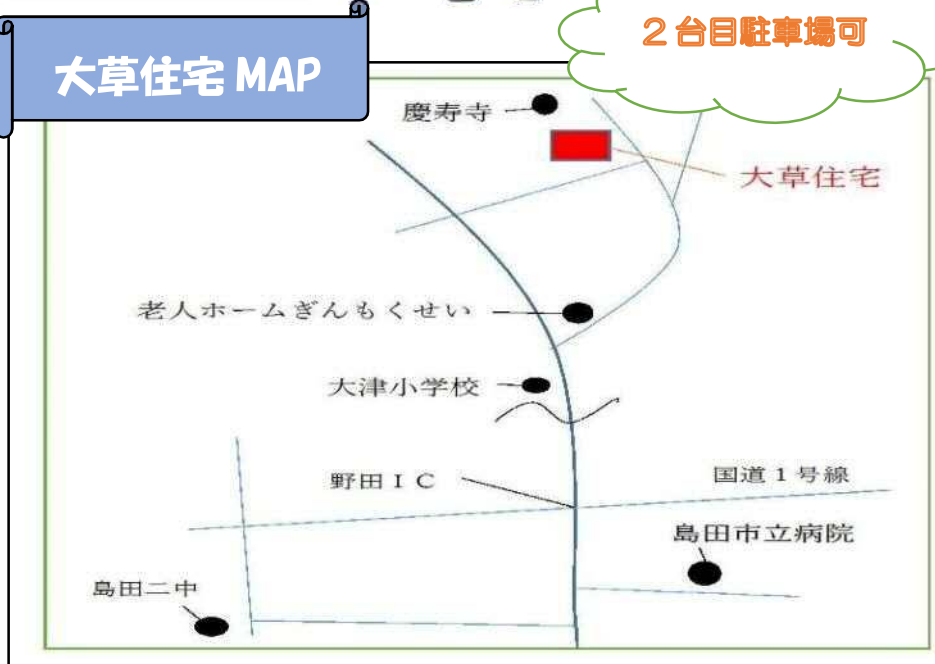 ２台目駐車場可
大草住宅 MAP
慶寿寺
大草住宅
老人ホームぎんもくせい
大津小学校
野田ＩＣ
国道１号線
島田市立病院
島田二中